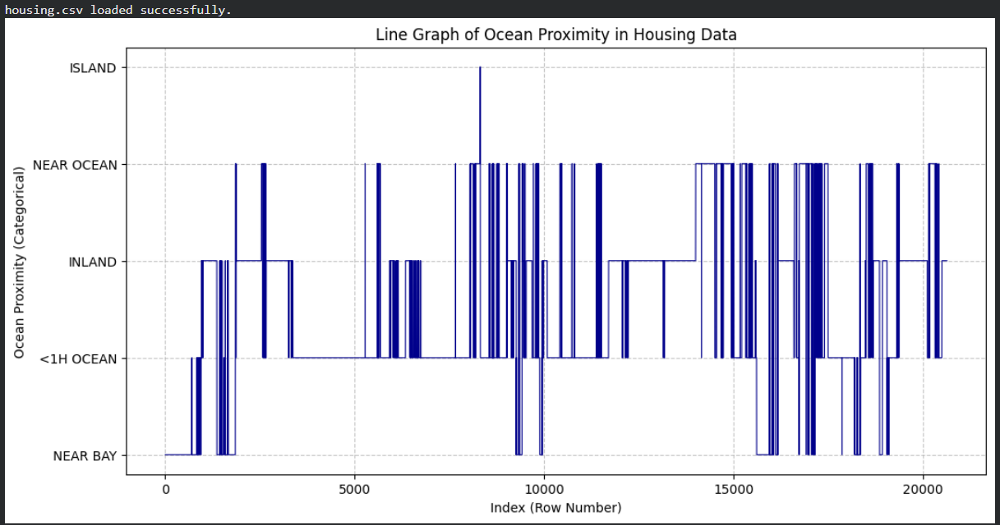 housing.csv loaded successfully.
Line Graph of Ocean Proximity in Housing Data
ISLAND
NEAR OCEAN
INLAND
<1H OCEAN
NEAR BAY
Ocean Proximity (Categorical)
0 5000 10000 15000 20000
Index (Row Number)